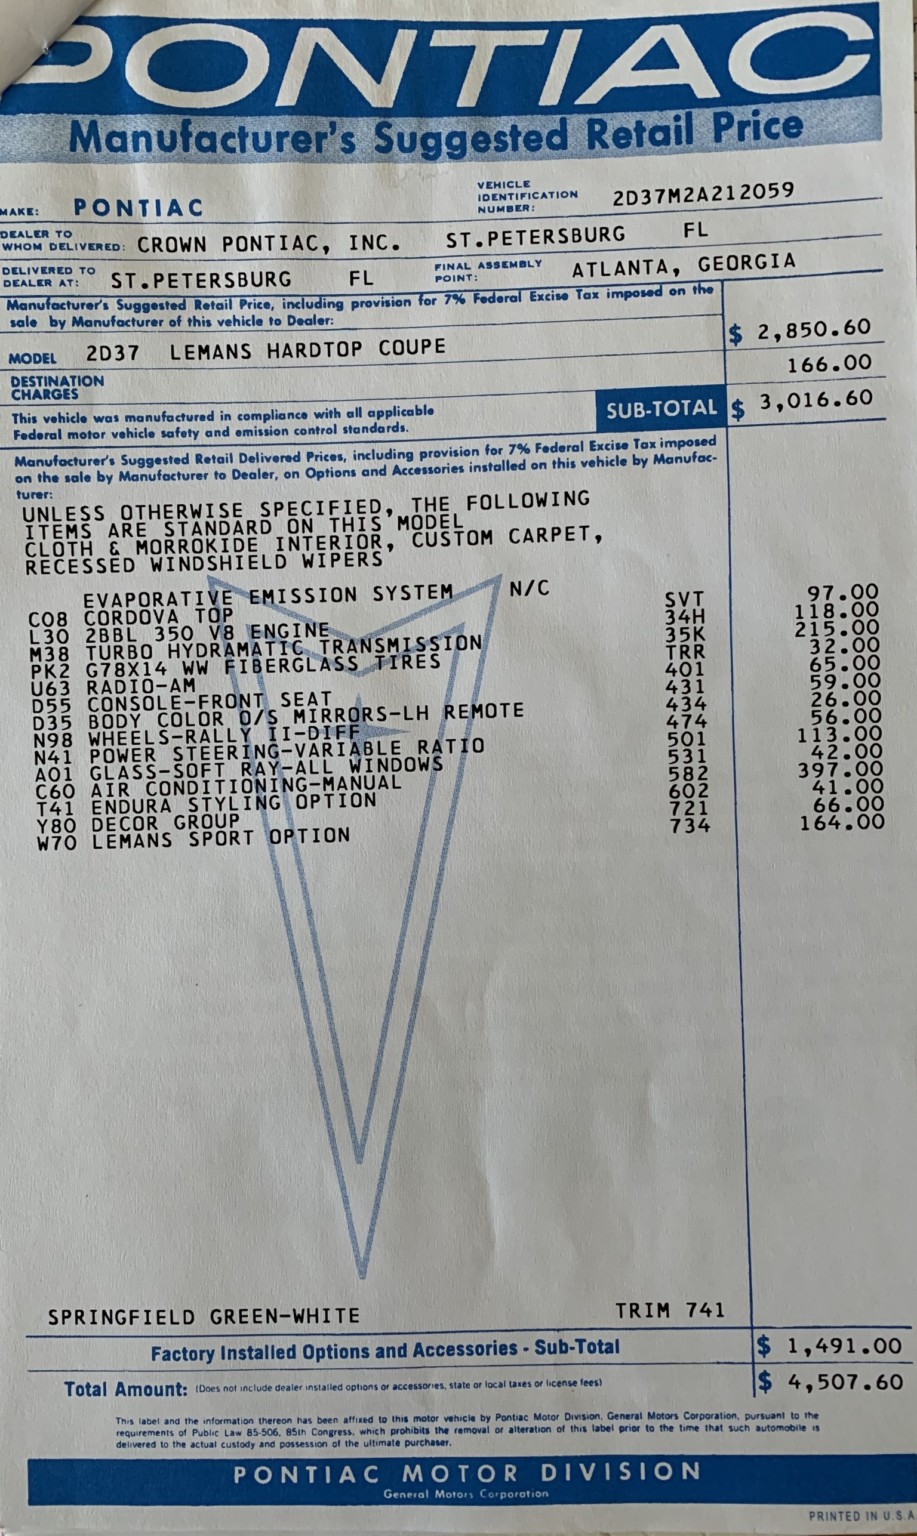 PONTIAC
Manufacturer's Suggested Retail Price
MAKE: PONTIAC VEHICLE IDENTIFICATION NUMBER: 2D37M2A212059
DEALER TO WHOM DELIVERED: CROWN PONTIAC, INC. ST.PETERSBURG FL
DELIVERED TO DEALER AT: ST.PETERSBURG FL FINAL ASSEMBLY POINT: ATLANTA, GEORGIA
Manufacturer's Suggested Retail Price, including provision for 7% Federal Excise Tax imposed on the
sale by Manufacturer of this vehicle to Dealer:
MODEL 2D37 LEMANS HARDTOP COUPE $ 2,850.60
DESTINATION CHARGES 166.00
This vehicle was manufactured in compliance with all applicable
Federal motor vehicle safety and emission control standards.
SUB-TOTAL $ 3,016.60
Manufacturer's Suggested Retail Delivered Prices, including provision for 7% Federal Excise Tax imposed
on the sale by Manufacturer to Dealer, on Options and Accessories installed on this vehicle by Manufac-
turer:
UNLESS OTHERWISE SPECIFIED, THE FOLLOWING
ITEMS ARE STANDARD ON THIS MODEL
CLOTH & MORROKIDE INTERIOR, CUSTOM CARPET,
RECESSED WINDSHIELD WIPERS
EVAPORATIVE EMISSION SYSTEM N/C
C08 CORDOVA TOP SVT 97.00
L30 2BBL 350 V8 ENGINE 34H 118.00
M38 TURBO HYDRAMATIC TRANSMISSION 35K 215.00
PK2 G78X14 WW FIBERGLASS TIRES TRR 32.00
U63 RADIO-AM 401 65.00
D55 CONSOLE-FRONT SEAT 431 59.00
D35 BODY COLOR O/S MIRRORS-LH REMOTE 434 26.00
N98 WHEELS-RALLY II-DIFF 474 56.00
N41 POWER STEERING-VARIABLE RATIO 501 113.00
A01 GLASS-SOFT RAY-ALL WINDOWS 531 42.00
C60 AIR CONDITIONING-MANUAL 582 397.00
T41 ENDURA STYLING OPTION 602 41.00
Y80 DECOR GROUP 721 66.00
W70 LEMANS SPORT OPTION 734 164.00
SPRINGFIELD GREEN-WHITE TRIM 741
Factory Installed Options and Accessories - Sub-Total $ 1,491.00
Total Amount: (Does not include dealer installed options or accessories, state or local taxes or license fees) $ 4,507.60
This label and the information thereon has been affixed to this motor vehicle by Pontiac Motor Division, General Motors Corporation, pursuant to the
requirements of Public Law 85-506, 85th Congress, which prohibits the removal or alteration of this label prior to the time that such automobile is
delivered to the actual custody and possession of the ultimate purchaser.
PONTIAC MOTOR DIVISION
General Motors Corporation
PRINTED IN U.S.A